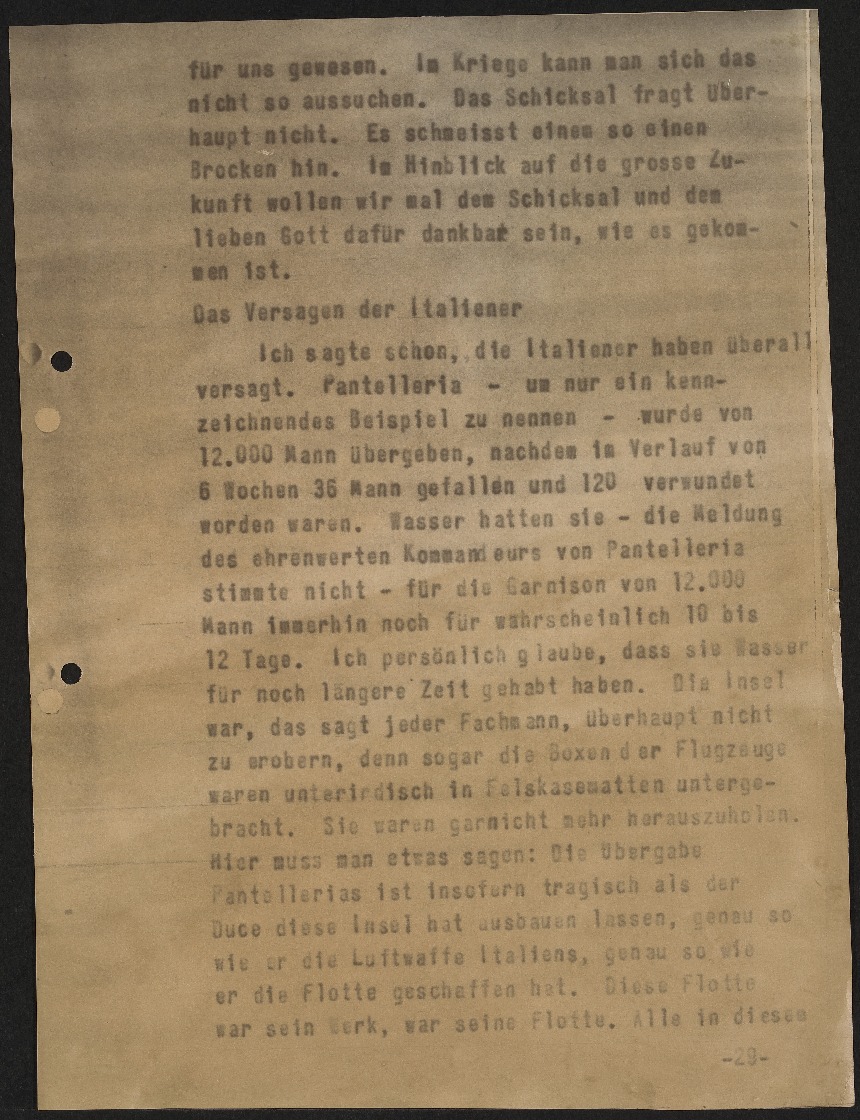 für uns gewesen. Im Kriege kann man sich das
nicht so aussuchen. Das Schicksal fragt über-
haupt nicht. Es schmeisst einem so einen
Brocken hin. Im Hinblick auf die grosse Zu-
kunft wollen wir mal dem Schicksal und dem
lieben Gott dafür dankbar sein, wie es gekom-
men ist.
Das Versagen der Italiener
Ich sagte schon, die Italiener haben überall
versagt. Pantelleria - um nur ein kenn-
zeichnendes Beispiel zu nennen - wurde von
12.000 Mann übergeben, nachdem im Verlauf von
6 Wochen 36 Mann gefallen und 120 verwundet
worden waren. Wasser hatten sie - die Meldung
des ehrenwerten Kommandeurs von Pantelleria
stimmte nicht - für die Garnison von 12.000
Mann immerhin noch für wahrscheinlich 10 bis
12 Tage. Ich persönlich glaube, dass sie Wasser
für noch längere Zeit gehabt haben. Die Insel
war, das sagt jeder Fachmann, überhaupt nicht
zu erobern, denn sogar die Boxen der Flugzeuge
waren unterirdisch in Felskasematten unterge-
bracht. Sie waren garnicht mehr herauszuholen.
Hier muss man etwas sagen: Die Übergabe
Pantellerias ist insofern tragisch als der
Duce diese Insel hat ausbauen lassen, genau so
wie er die Luftwaffe Italiens, genau so wie
er die Flotte geschaffen hat. Diese Flotte
war sein Werk, war seine Flotte. Alle in diesem
-29-